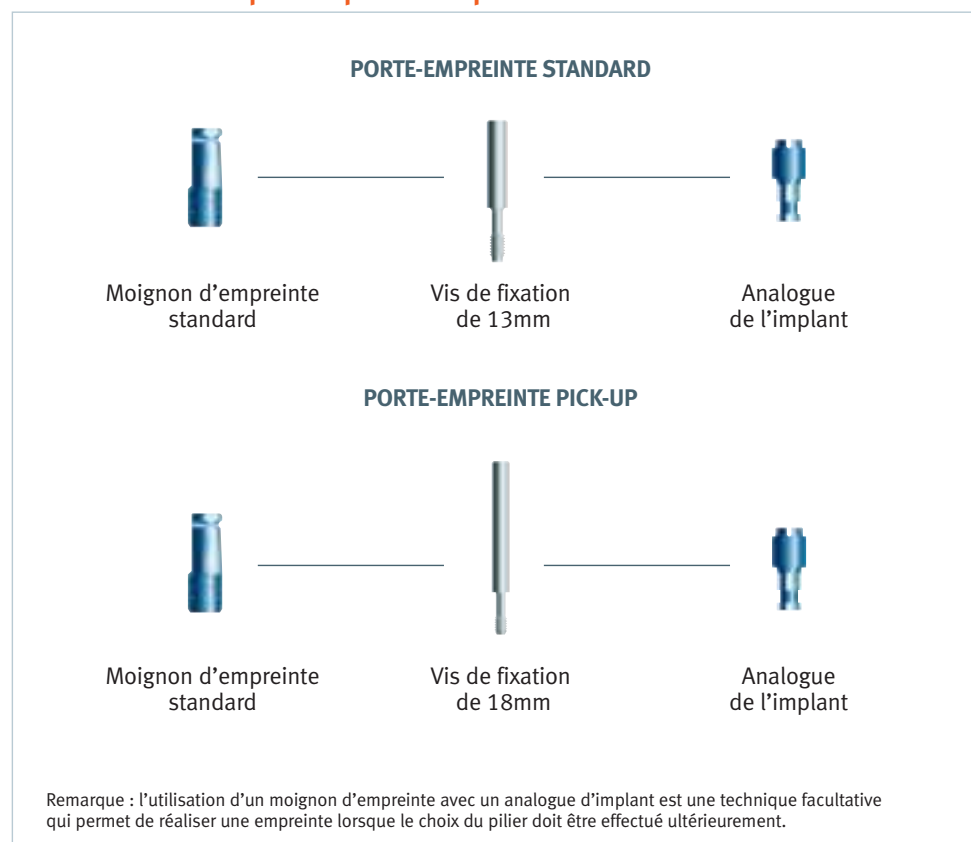 PORTE-EMPREINTE STANDARD
Moignon d’empreinte
standard
Vis de fixation
de 13mm
Analogue
de l’implant
PORTE-EMPREINTE PICK-UP
Moignon d’empreinte
standard
Vis de fixation
de 18mm
Analogue
de l’implant
Remarque : l’utilisation d’un moignon d’empreinte avec un analogue d’implant est une technique facultative
qui permet de réaliser une empreinte lorsque le choix du pilier doit être effectué ultérieurement.